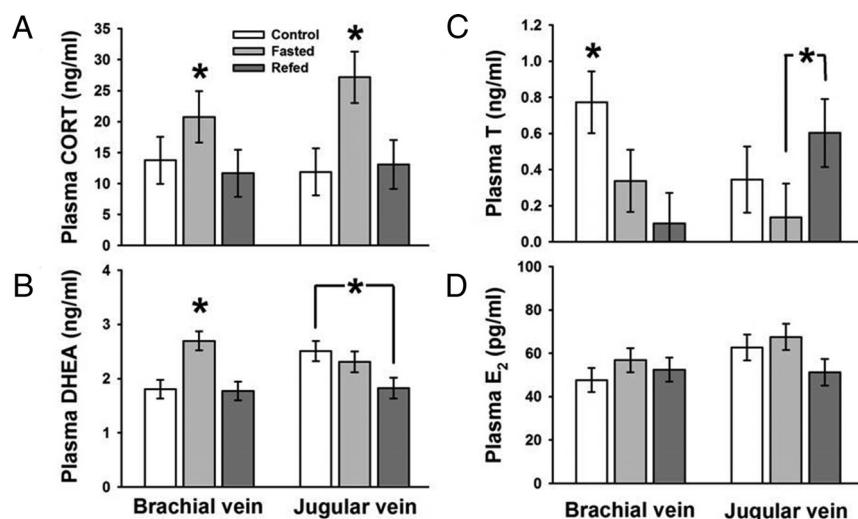 A
Plasma CORT (ng/ml)
35
30
25
20
15
10
5
0
*
*
Control
Fasted
Refed
B
Plasma DHEA (ng/ml)
4
3
2
1
0
*
*
Brachial vein Jugular vein
C
Plasma T (ng/ml)
1.2
1.0
0.8
0.6
0.4
0.2
0.0
*
*
D
Plasma E2 (pg/ml)
100
80
60
40
20
0
Brachial vein Jugular vein